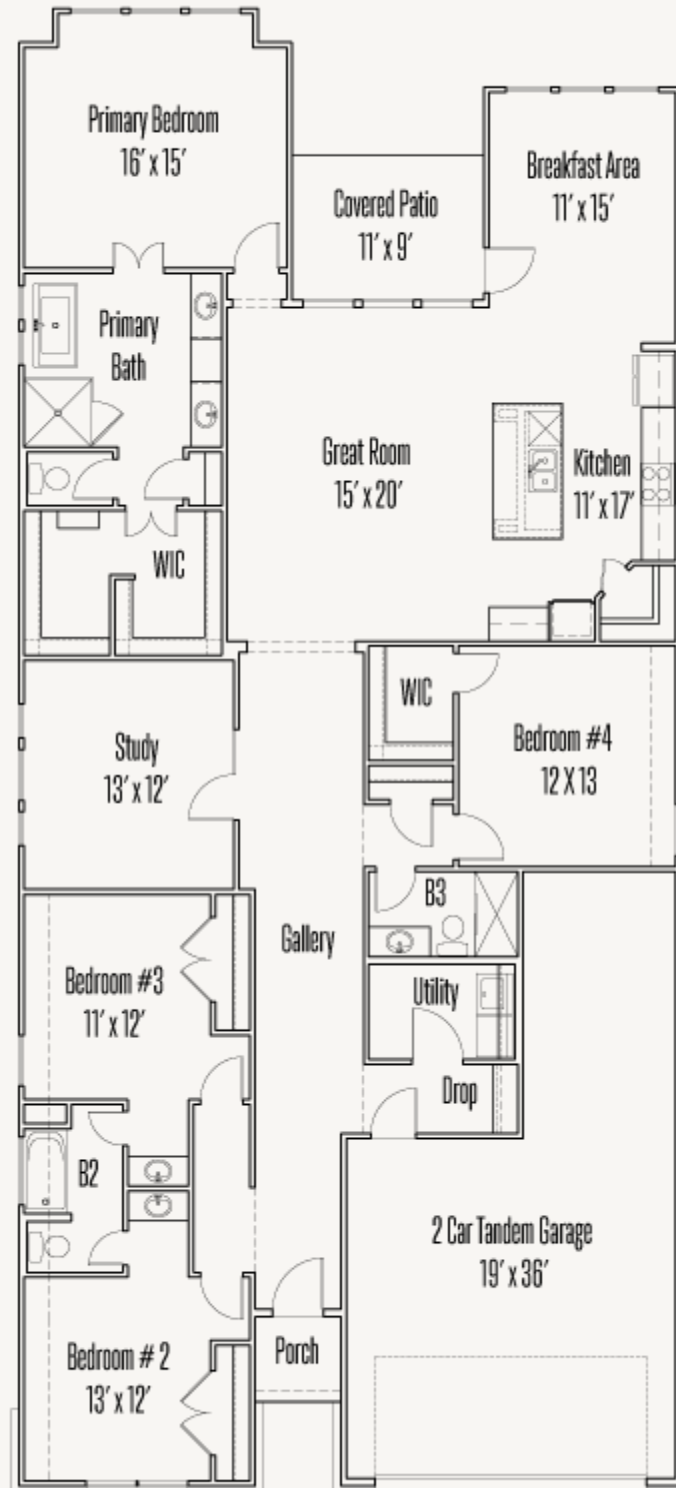 Primary Bedroom
16' x 15'
Breakfast Area
11' x 15'
Covered Patio
11' x 9'
Primary
Bath
Great Room
15' x 20'
Kitchen
11' x 17'
WIC
WIC
Study
13' x 12'
Bedroom #4
12 X 13
B3
Gallery
Bedroom #3
11' x 12'
Utility
Drop
B2
2 Car Tandem Garage
19' x 36'
Porch
Bedroom # 2
13' x 12'